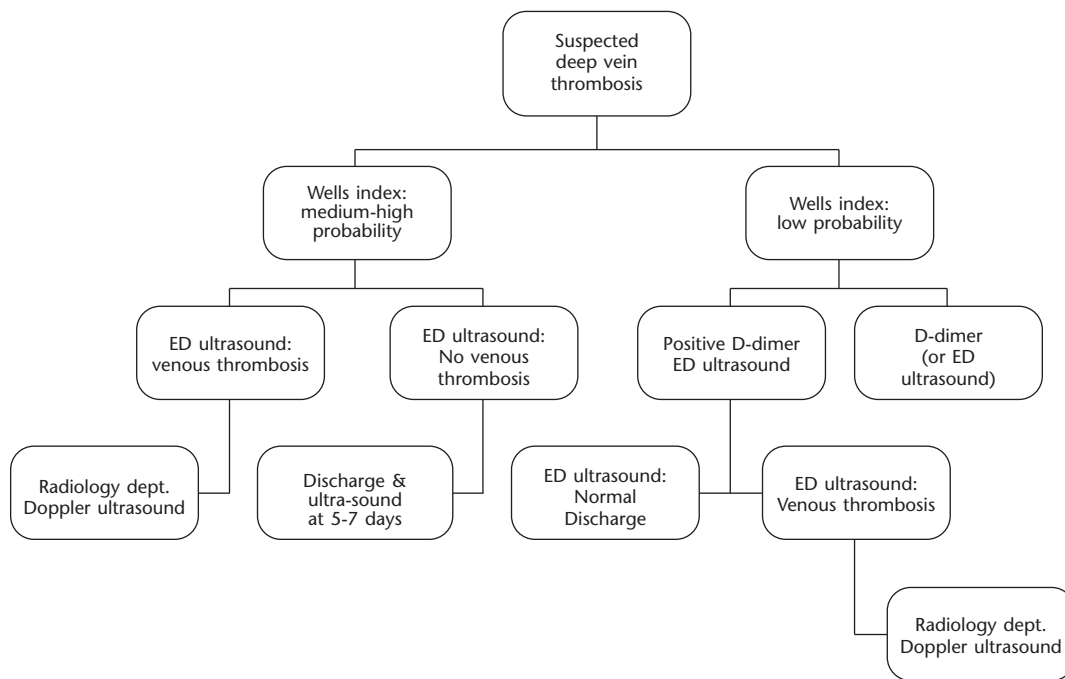 Suspected
deep vein
thrombosis
Wells index:
medium-high
probability
Wells index:
low probability
ED ultrasound:
venous thrombosis
ED ultrasound:
No venous
thrombosis
Positive D-dimer
ED ultrasound
D-dimer
(or ED
ultrasound)
Radiology dept.
Doppler ultrasound
Discharge &
ultra-sound
at 5-7 days
ED ultrasound:
Normal
Discharge
ED ultrasound:
Venous thrombosis
Radiology dept.
Doppler ultrasound